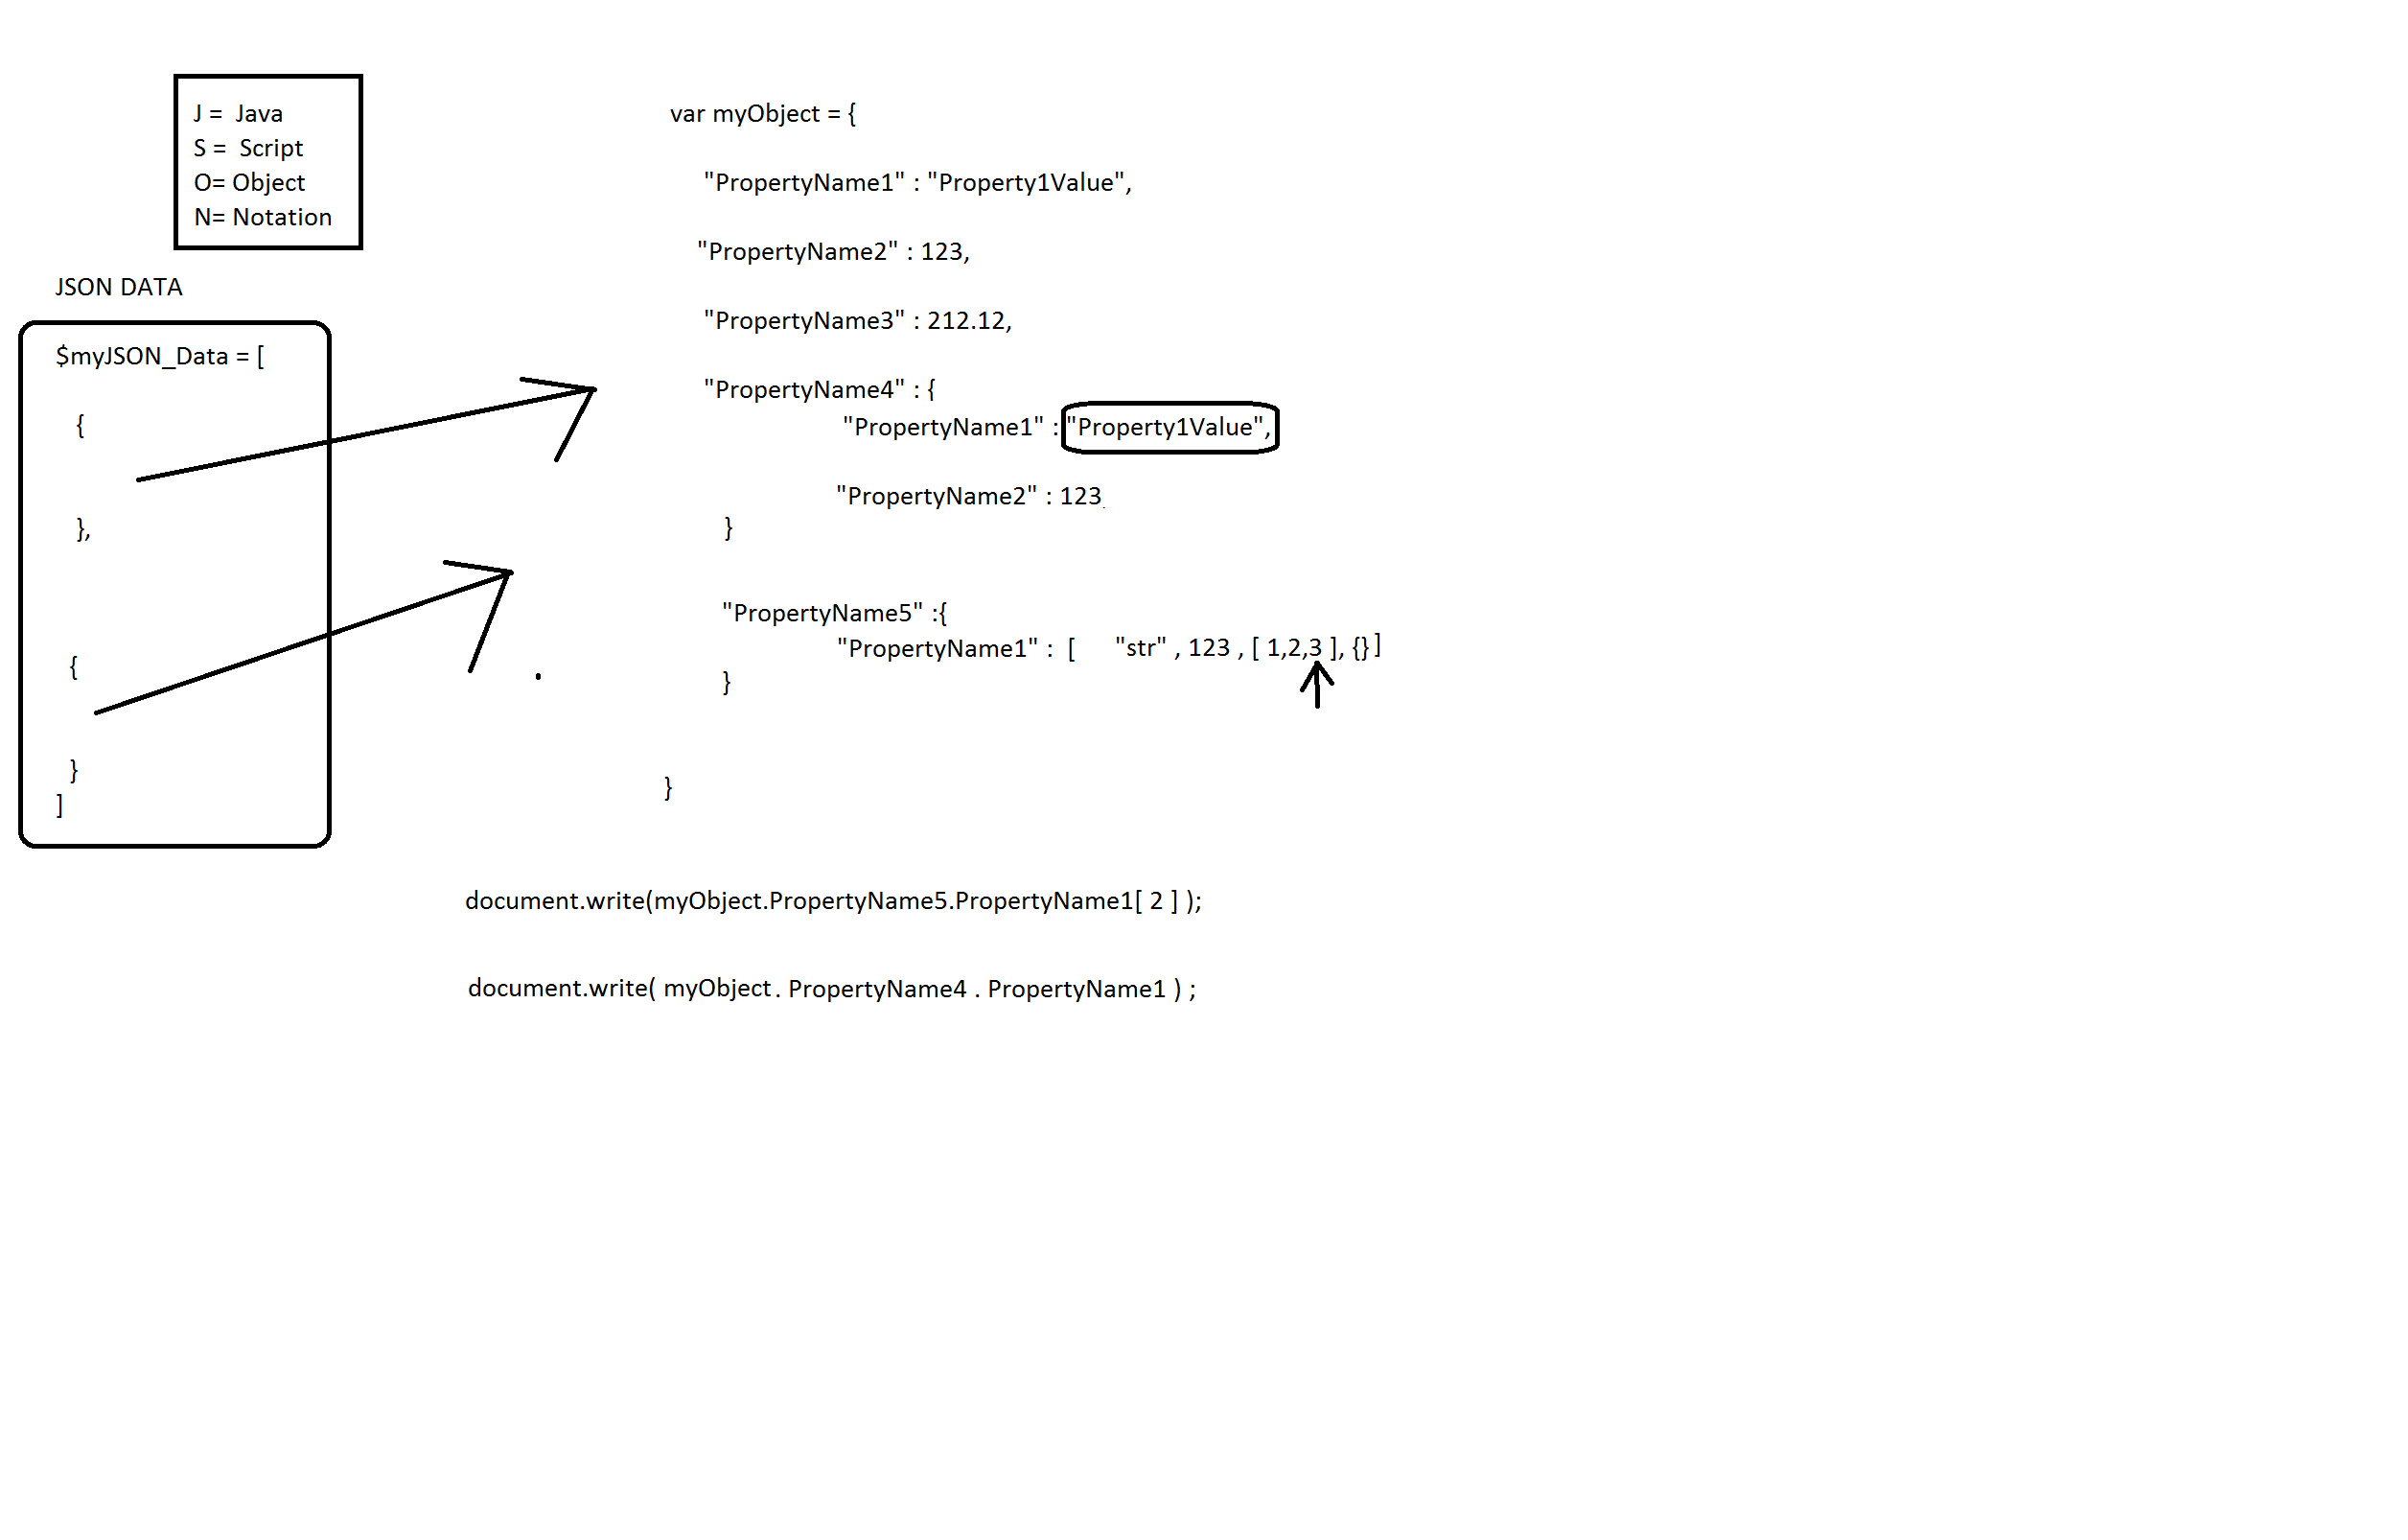 J =  Java
S =  Script
O= Object
N= Notation
JSON DATA
$myJSON_Data = [
{
},
{
}
]
var myObject = {
"PropertyName1" : "Property1Value",
"PropertyName2" : 123,
"PropertyName3" : 212.12,
"PropertyName4" : {
"PropertyName1" : "Property1Value",
"PropertyName2" : 123
}
"PropertyName5" :{
"PropertyName1" :  [     "str" , 123 , [ 1,2,3 ], {} ]
}
}
document.write(myObject.PropertyName5.PropertyName1[ 2 ] );
document.write( myObject . PropertyName4 . PropertyName1 ) ;